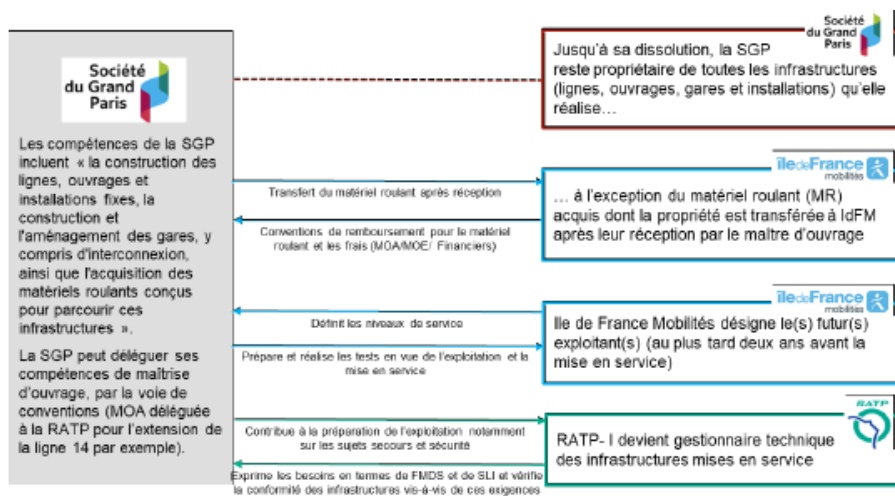 Société
du Grand
Paris
Les compétences de la SGP
incluent « la construction des
lignes, ouvrages et
installations fixes, la
construction et
l'aménagement des gares, y
compris d'interconnexion,
ainsi que l'acquisition des
matériels roulants conçus
pour parcourir ces
infrastructures ».
La SGP peut déléguer ses
compétences de maîtrise
d'ouvrage, par la voie de
conventions (MOA déléguée
à la RATP pour l'extension de
la ligne 14 par exemple).
Société
du Grand
Paris
Jusqu'à sa dissolution, la SGP
reste propriétaire de toutes les infrastructures
(lignes, ouvrages, gares et installations) qu'elle
réalise…
Transfert du matériel roulant après réception
Conventions de remboursement pour le matériel
roulant et les frais (MOA/MOE/ Financiers)
île de France
mobilités
… à l'exception du matériel roulant (MR)
acquis dont la propriété est transférée à IdFM
après leur réception par le maître d'ouvrage
Définit les niveaux de service
Prépare et réalise les tests en vue de l'exploitation et la
mise en service
île de France
mobilités
Ile de France Mobilités désigne le(s) futur(s)
exploitant(s) (au plus tard deux ans avant la
mise en service)
Contribue à la préparation de l'exploitation notamment
sur les sujets secours et sécurité
Exprime les besoins en termes de FMDS et de SLI et vérifie
la conformité des infrastructures vis-à-vis de ces exigences
RATP
RATP- I devient gestionnaire technique
des infrastructures mises en service